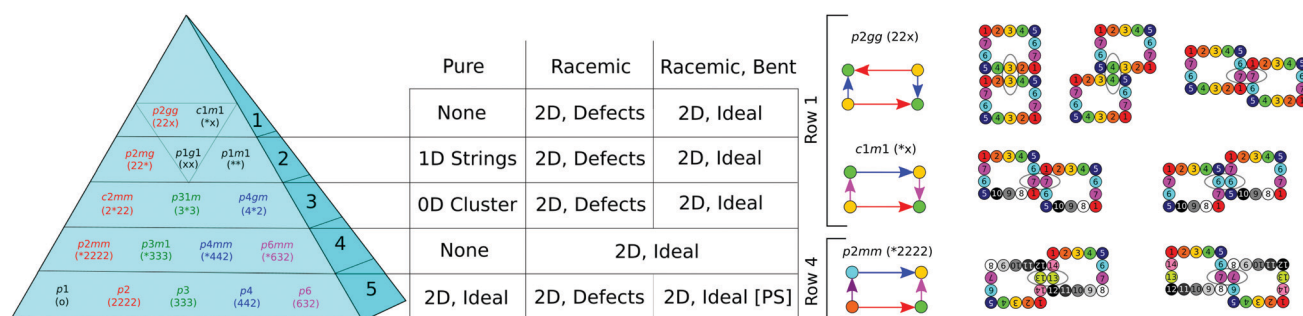 p2gg c1m1
(22x) (*x)
1
p2mg p1g1 p1m1
(22*) (xx) (**)
2
c2mm p31m p4gm
(2*22) (3*3) (4*2)
3
p2mm p3m1 p4mm p6mm
(*2222) (*333) (*442) (*632)
4
p1 p2 p3 p4 p6
(o) (2222) (333) (442) (632)
5
Pure Racemic Racemic, Bent
None 2D, Defects 2D, Ideal
1D Strings 2D, Defects 2D, Ideal
0D Cluster 2D, Defects 2D, Ideal
None 2D, Ideal
2D, Ideal 2D, Defects 2D, Ideal [PS]
Row 1
p2gg (22x)
c1m1 (*x)
Row 4
p2mm (*2222)